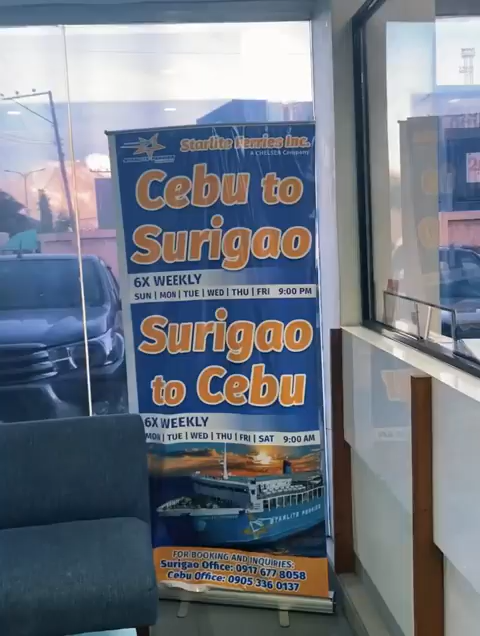 Starlite Ferries Inc.
A CHELSEA Company
Cebu to
Surigao
6X WEEKLY
SUN | MON | TUE | WED | THU | FRI 9:00 PM
Surigao
to Cebu
6X WEEKLY
MON | TUE | WED | THU | FRI | SAT 9:00 AM
STARLITE FERRIES
FOR BOOKING AND INQUIRIES:
Surigao Office: 0917 677 8058
Cebu Office: 0905 336 0137